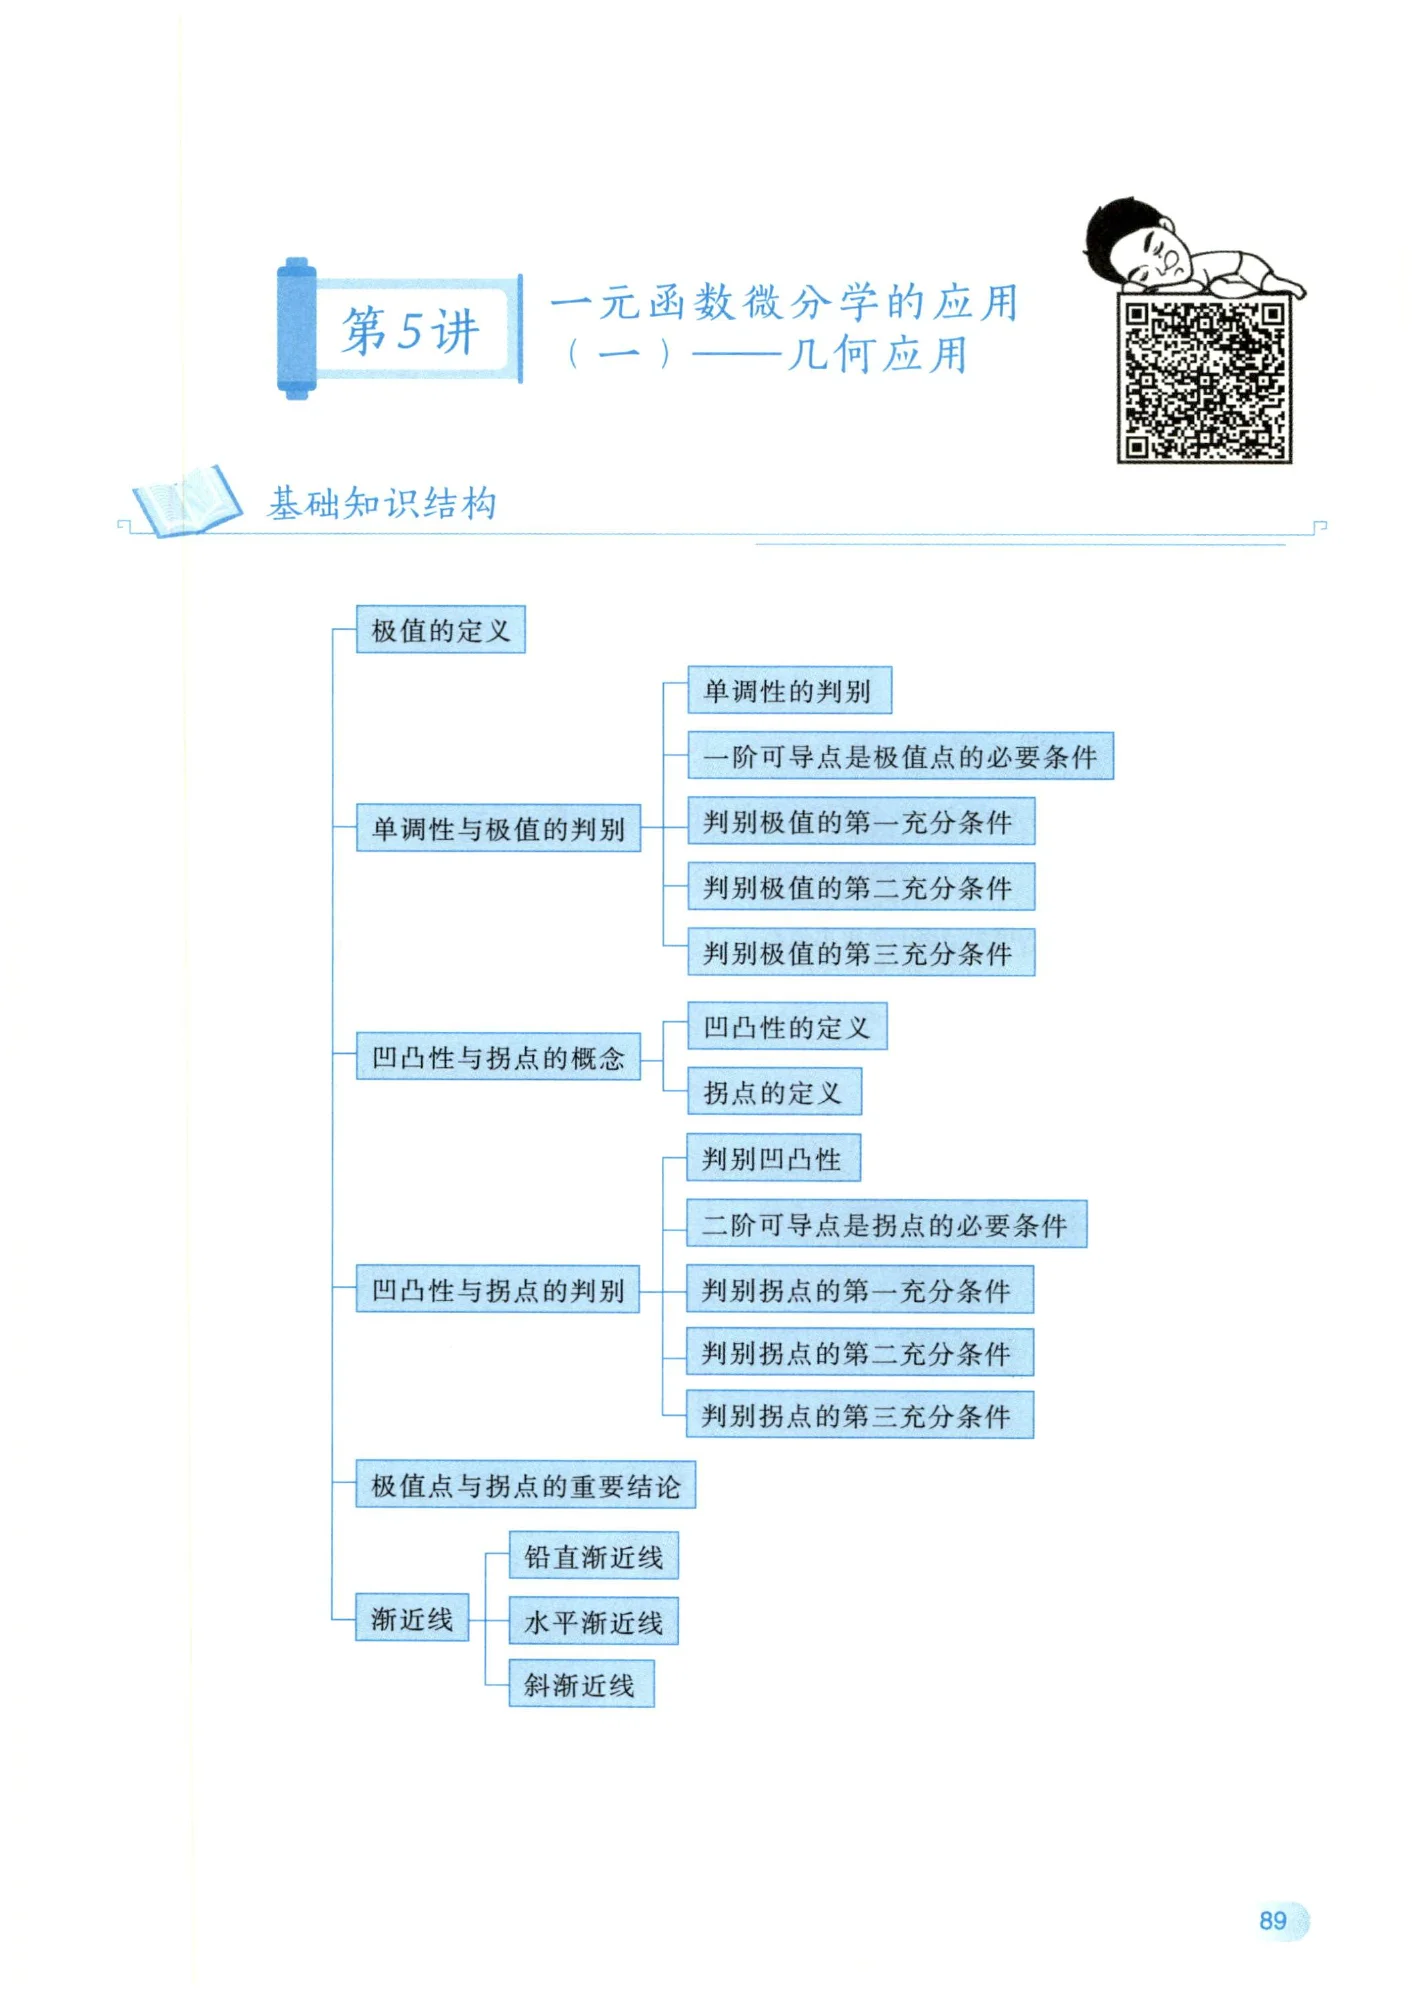 第5讲
一元函数微分学的应用
（一）——几何应用
基础知识结构
极值的定义
单调性与极值的判别
单调性的判别
一阶可导点是极值点的必要条件
判别极值的第一充分条件
判别极值的第二充分条件
判别极值的第三充分条件
凹凸性与拐点的概念
凹凸性的定义
拐点的定义
凹凸性与拐点的判别
判别凹凸性
二阶可导点是拐点的必要条件
判别拐点的第一充分条件
判别拐点的第二充分条件
判别拐点的第三充分条件
极值点与拐点的重要结论
渐近线
铅直渐近线
水平渐近线
斜渐近线
89